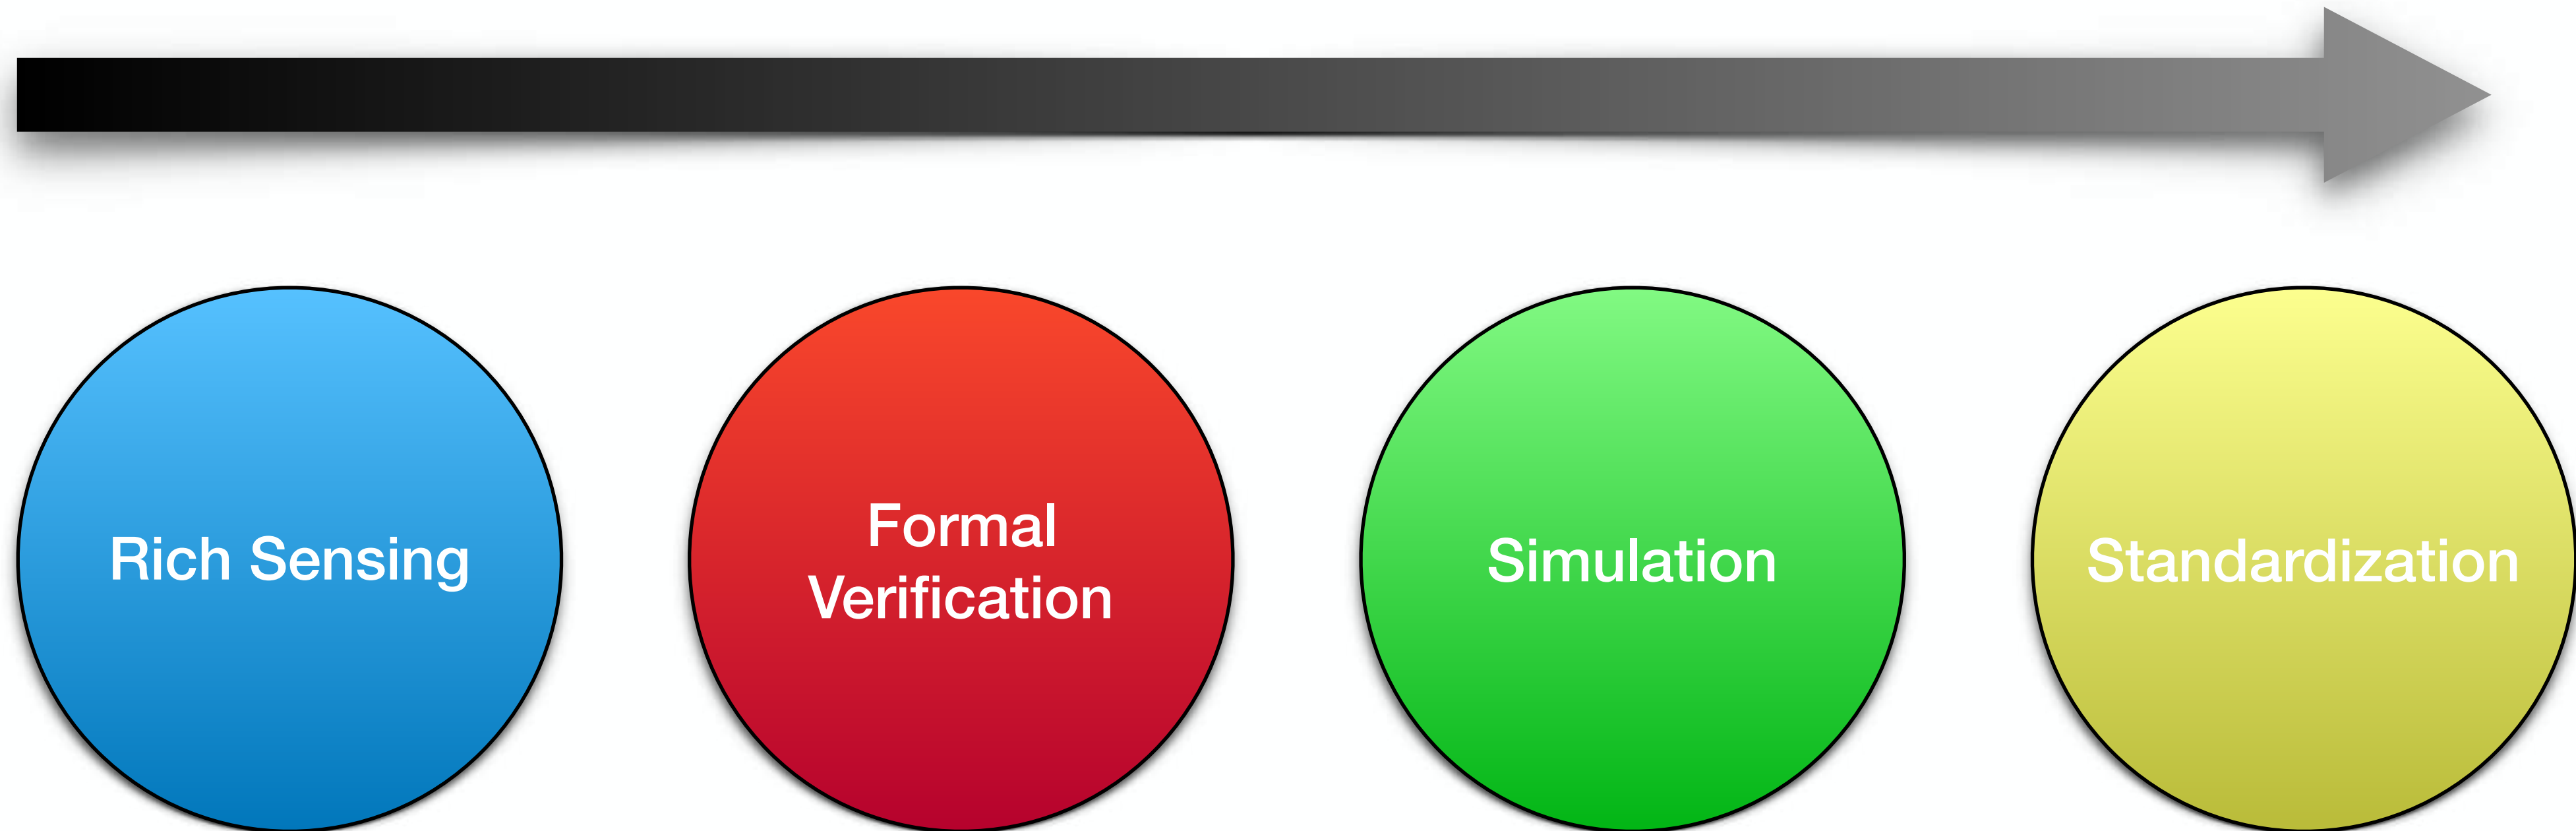 Rich Sensing
Formal
Verification
Simulation
Standardization